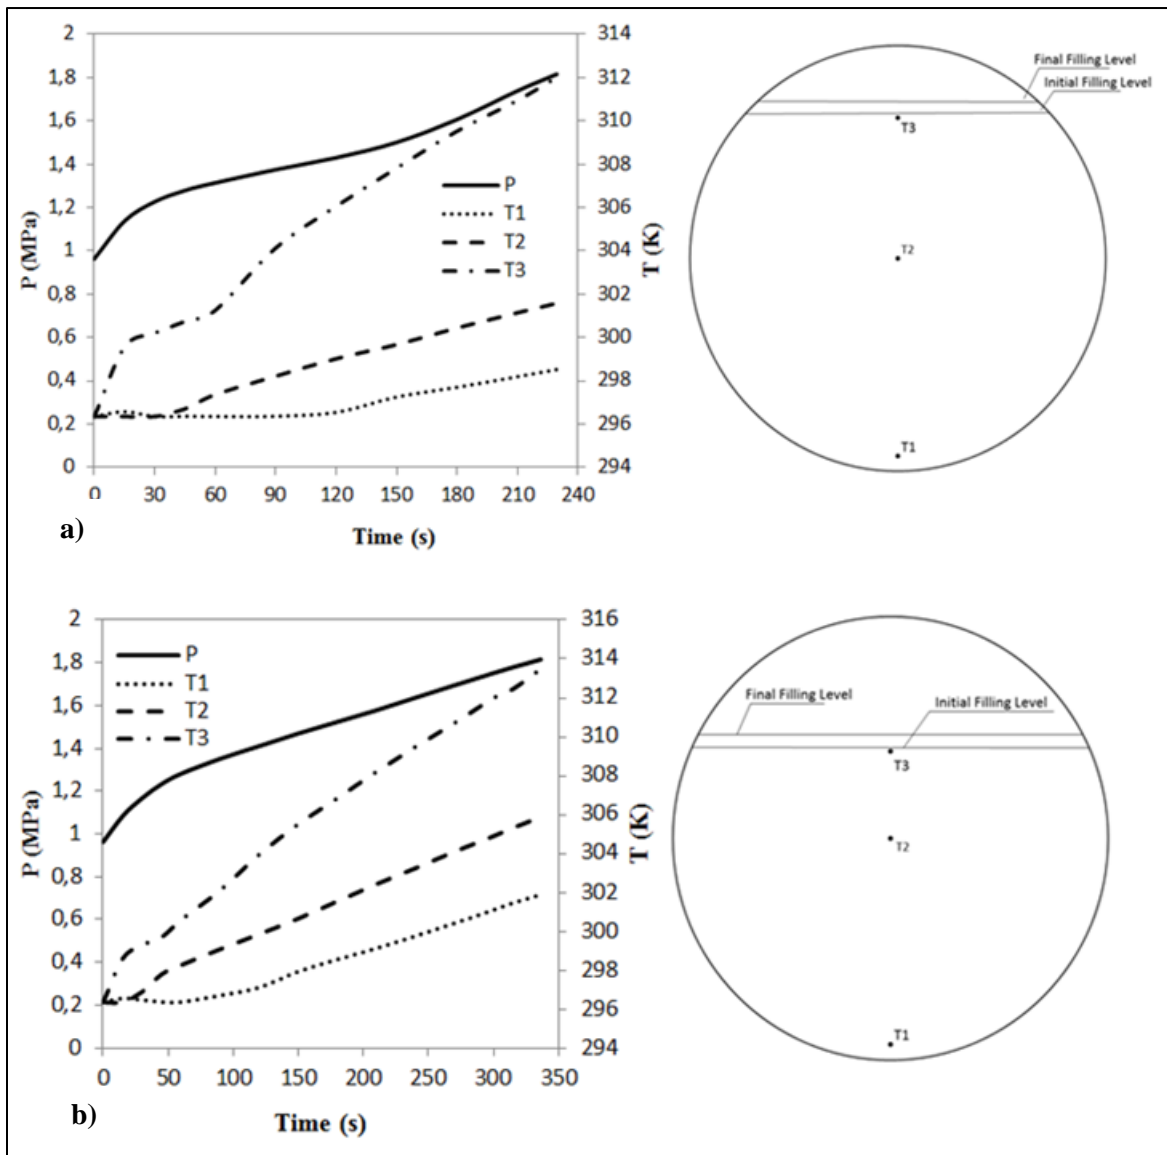 2
1,8
1,6
1,4
1,2
1
0,8
0,6
0,4
0,2
0
P (MPa)
314
312
310
308
306
304
302
300
298
296
294
T (K)
P
T1
T2
T3
0 30 60 90 120 150 180 210 240
Time (s)
a)
Final Filling Level
Initial Filling Level
T3
T2
T1
2
1,8
1,6
1,4
1,2
1
0,8
0,6
0,4
0,2
0
P (MPa)
316
314
312
310
308
306
304
302
300
298
296
294
T (K)
P
T1
T2
T3
0 50 100 150 200 250 300 350
Time (s)
b)
Final Filling Level
Initial Filling Level
T3
T2
T1